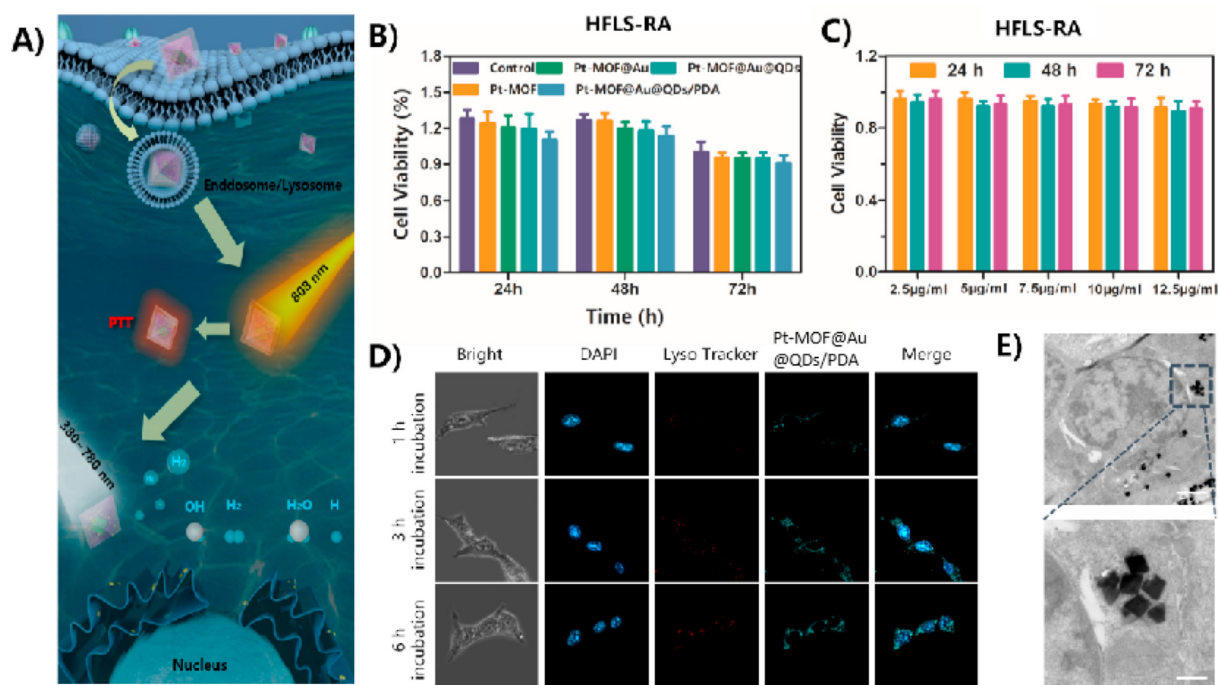 A)
Enddosome/Lysosome
808 nm
PTT
380~780 nm
H₂
OH
H₂
H₂O
H
Nucleus
B)
HFLS-RA
Control
Pt-MOF@Au
Pt-MOF@Au@QDs
Pt-MOF
Pt-MOF@Au@QDs/PDA
Cell Viability (%)
1.8
1.5
1.2
0.9
1.3
0.6
0.0
24h
48h
72h
Time (h)
C)
HFLS-RA
24 h
48 h
72 h
Cell Viability
1.2
0.9
0.6
0.3
0.0
2.5μg/ml
5μg/ml
7.5μg/ml
10μg/ml
12.5μg/ml
D)
Bright
DAPI
Lyso Tracker
Pt-MOF@Au
@QDs/PDA
Merge
1 h
incubation
3 h
incubation
6 h
incubation
E)